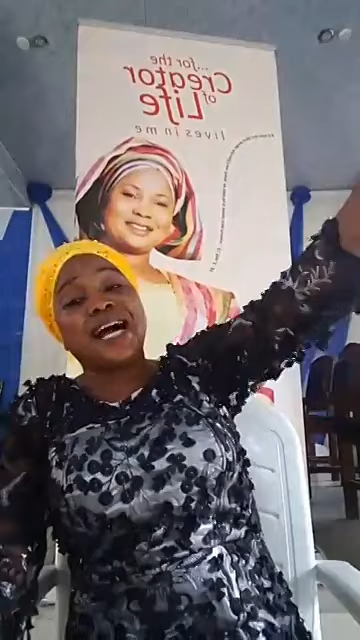 ...for the
Creator
of
Life
lives in me